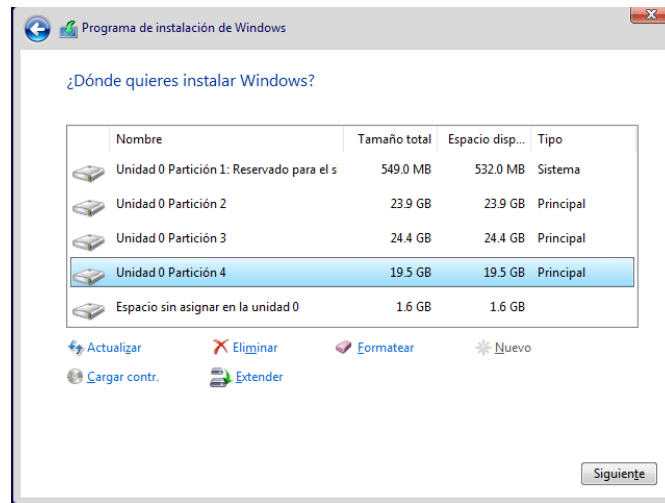 Programa de instalación de Windows
¿Dónde quieres instalar Windows?
Nombre Tamaño total Espacio disp... Tipo
Unidad 0 Partición 1: Reservado para el s 549.0 MB 532.0 MB Sistema
Unidad 0 Partición 2 23.9 GB 23.9 GB Principal
Unidad 0 Partición 3 24.4 GB 24.4 GB Principal
Unidad 0 Partición 4 19.5 GB 19.5 GB Principal
Espacio sin asignar en la unidad 0 1.6 GB 1.6 GB
Actualizar Eliminar Formatear Nuevo
Cargar contr. Extender
Siguiente